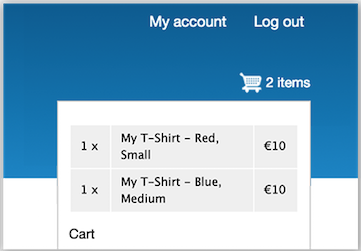 My account Log out
2 items
1 x My T-Shirt – Red, €10
Small
1 x My T-Shirt – Blue, €10
Medium
Cart